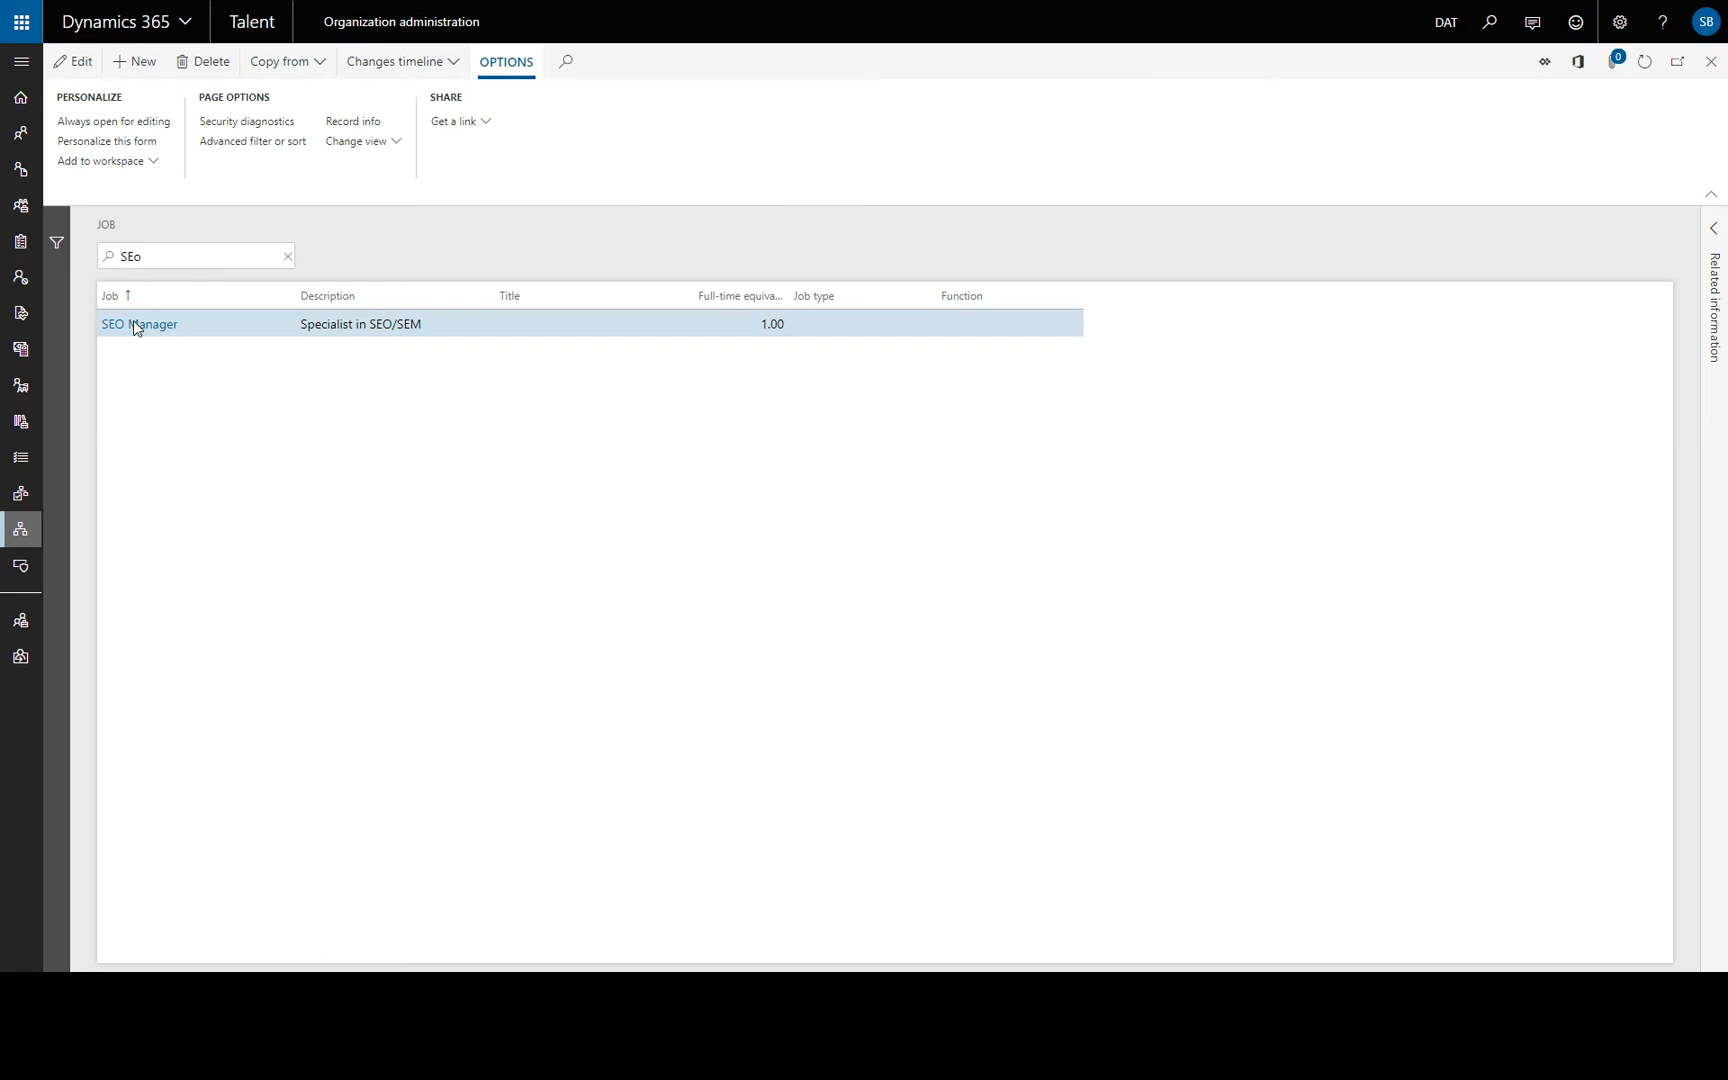 Dynamics 365 Talent Organization administration DAT ? SB
Edit New Delete Copy from Changes timeline OPTIONS 0
PERSONALIZE PAGE OPTIONS SHARE
Always open for editing Security diagnostics Record info Get a link
Personalize this form Advanced filter or sort Change view
Add to workspace
JOB
SEo
Job Description Title Full-time equiva... Job type Function
SEO Manager Specialist in SEO/SEM 1.00
Related information